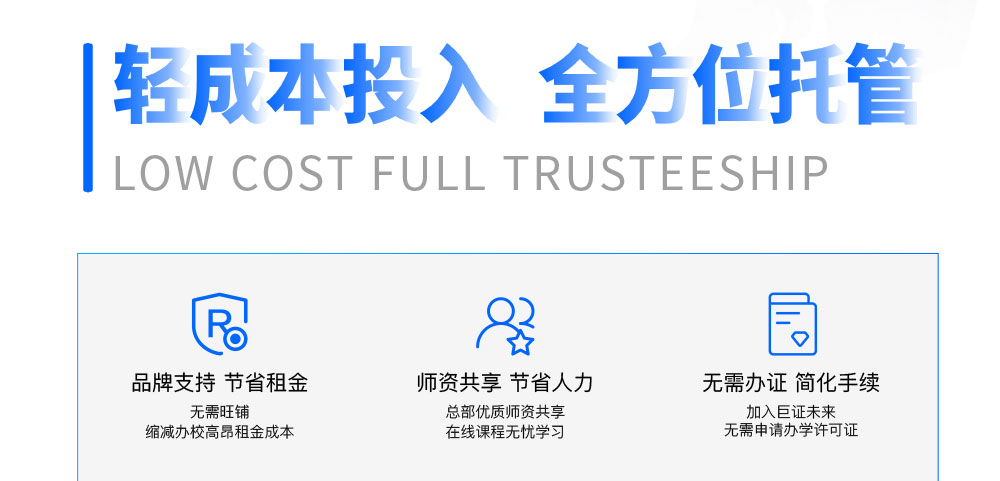 轻成本投入 全方位托管
LOW COST FULL TRUSTEESHIP
R
品牌支持 节省租金
无需旺铺
缩减办校高昂租金成本
师资共享 节省人力
总部优质师资共享
在线课程无忧学习
无需办证 简化手续
加入巨证未来
无需申请办学许可证